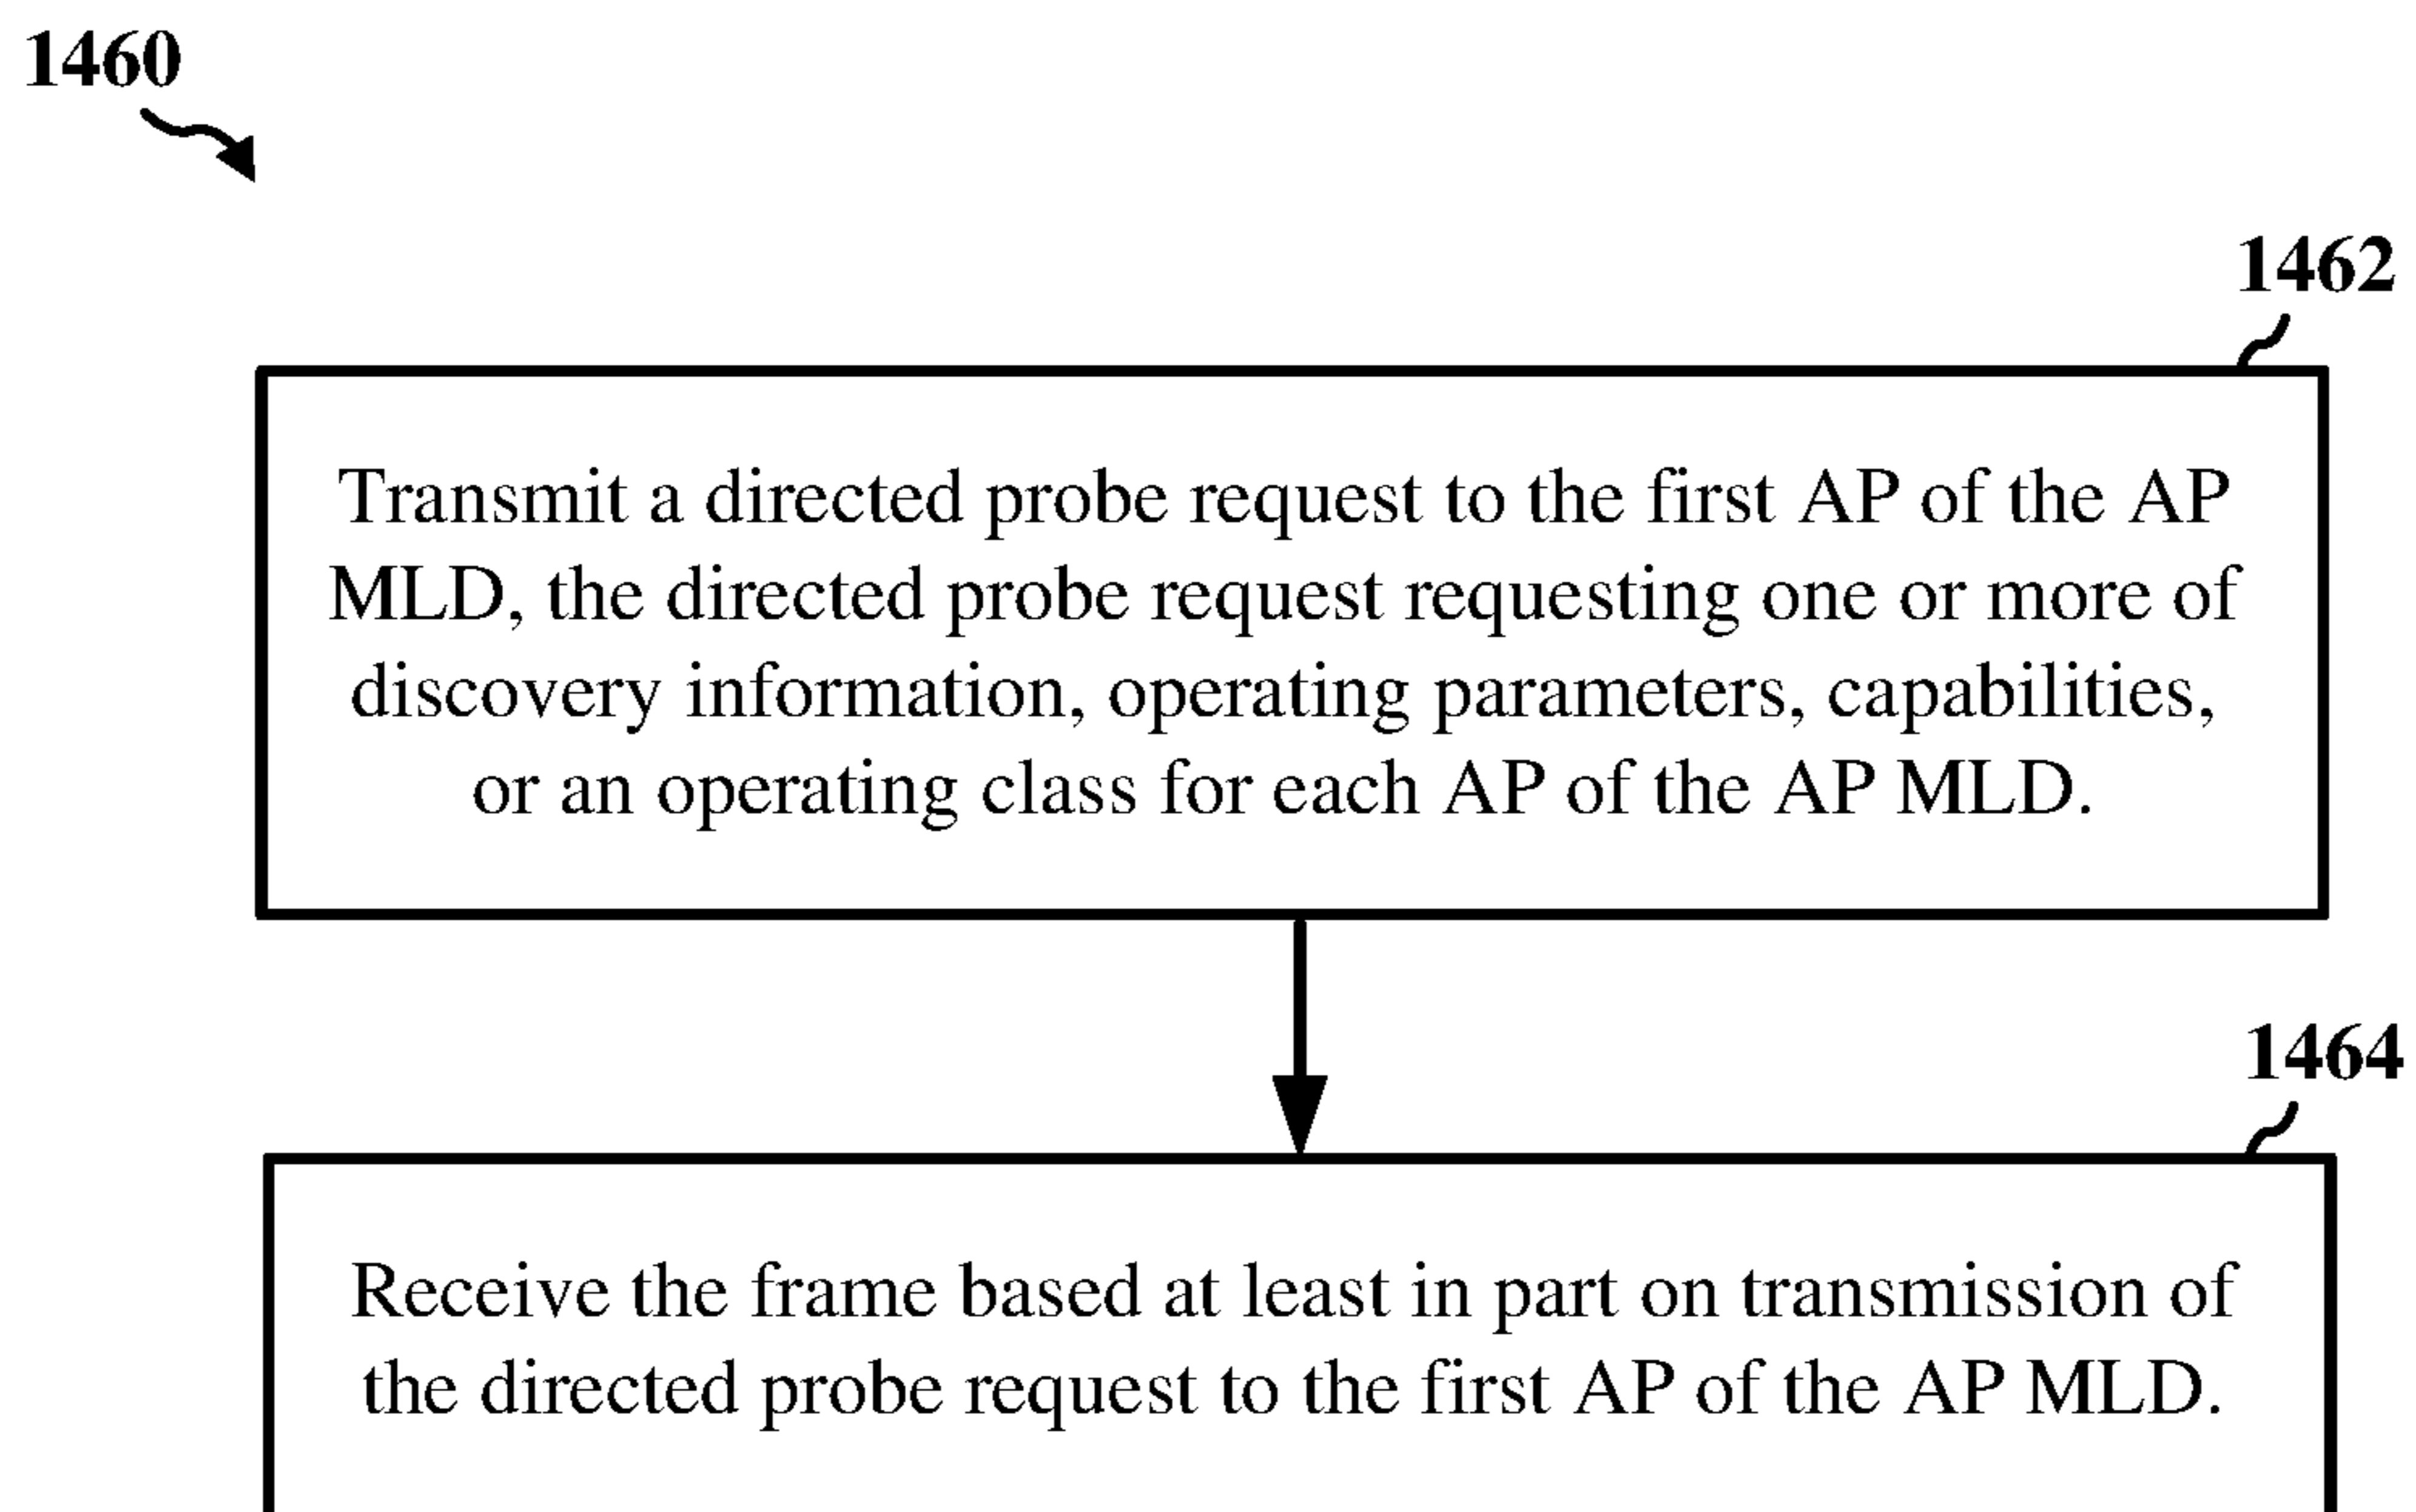 1460
1462
Transmit a directed probe request to the first AP of the AP
MLD, the directed probe request requesting one or more of
discovery information, operating parameters, capabilities,
or an operating class for each AP of the AP MLD.
1464
Receive the frame based at least in part on transmission of
the directed probe request to the first AP of the AP MLD.